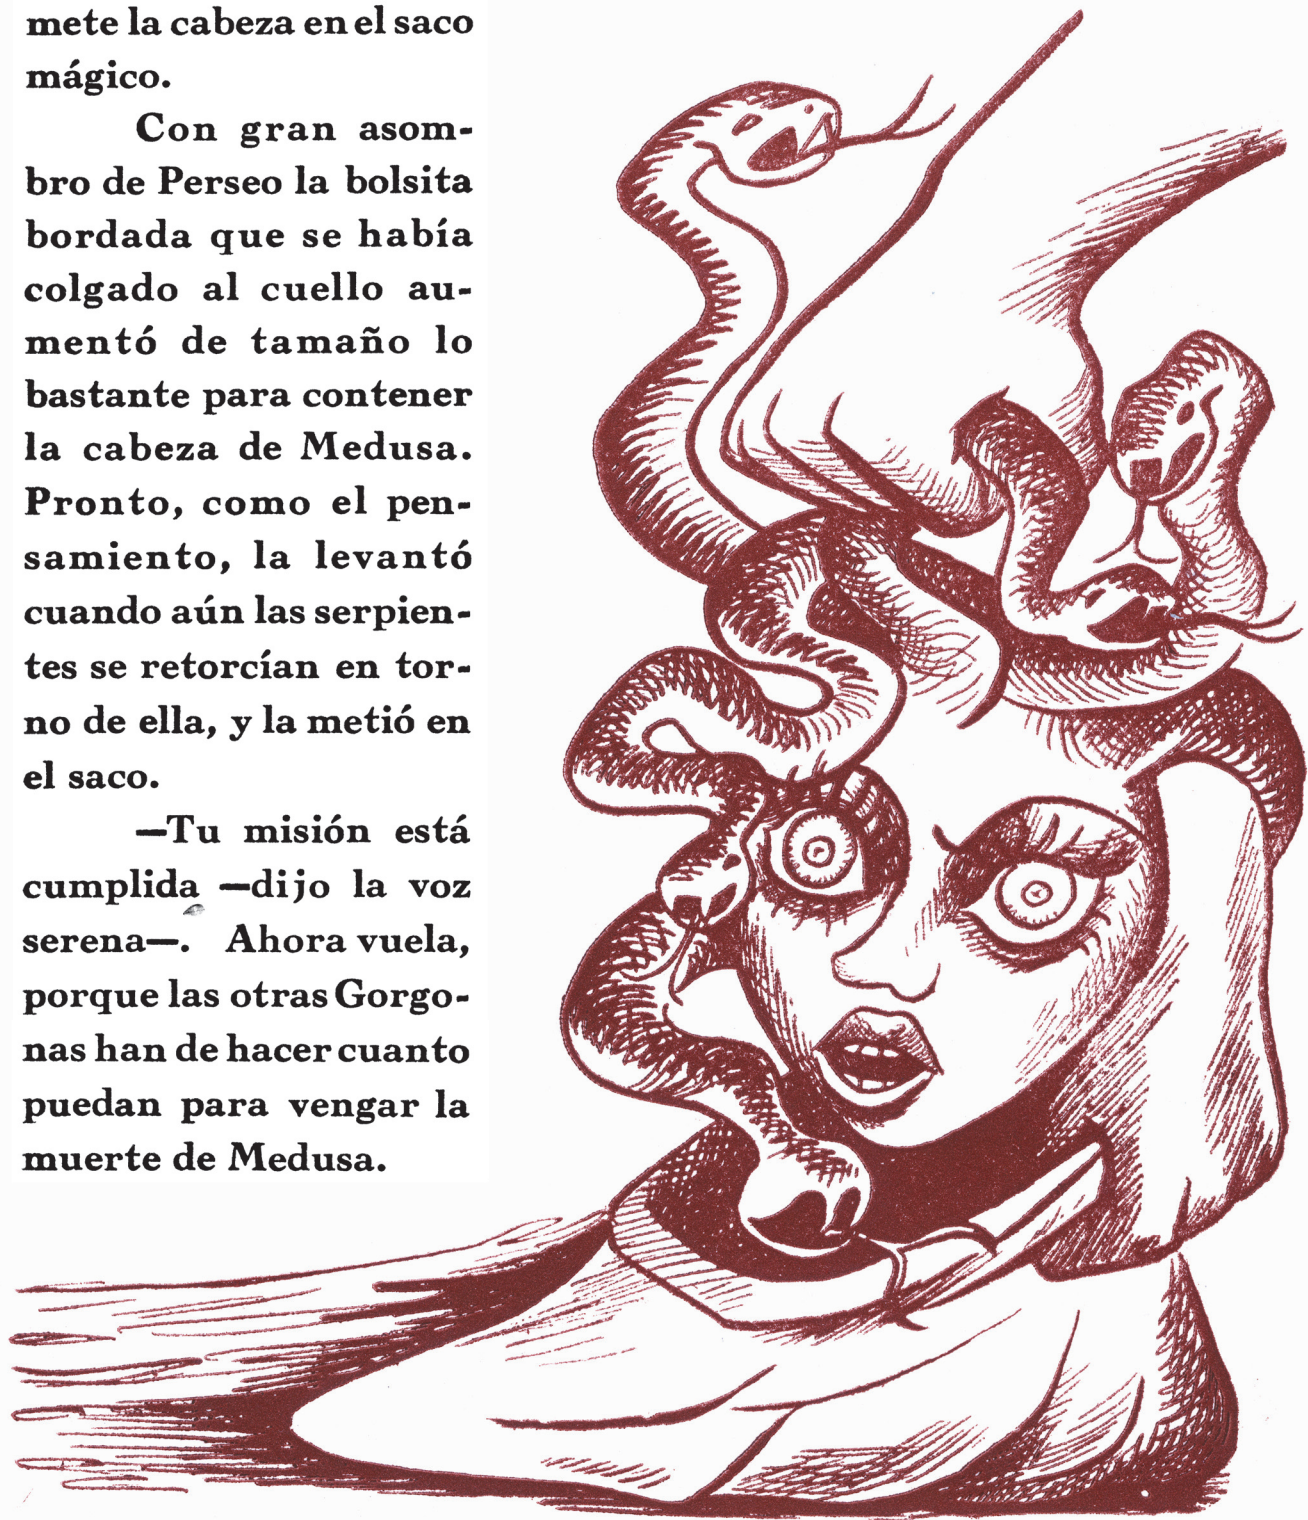 mete la cabeza en el saco
mágico.
Con gran asom-
bro de Perseo la bolsita
bordada que se había
colgado al cuello au-
mentó de tamaño lo
bastante para contener
la cabeza de Medusa.
Pronto, como el pen-
samiento, la levantó
cuando aún las serpien-
tes se retorcían en tor-
no de ella, y la metió en
el saco.
—Tu misión está
cumplida —dijo la voz
serena—. Ahora vuela,
porque las otras Gorgo-
nas han de hacer cuanto
puedan para vengar la
muerte de Medusa.